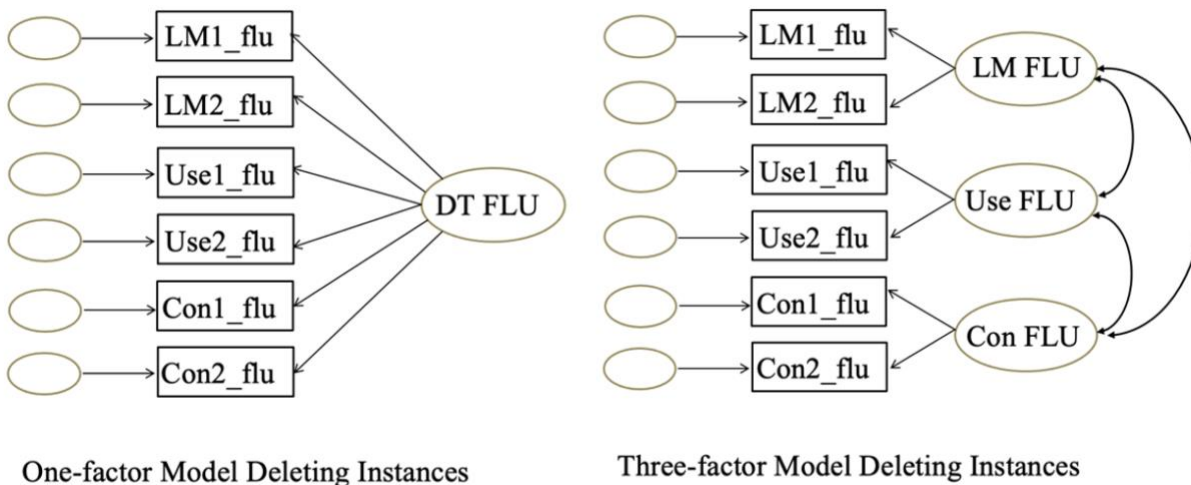 LM1_flu
LM2_flu
Use1_flu
Use2_flu
Con1_flu
Con2_flu
DT FLU
One-factor Model Deleting Instances
LM1_flu
LM2_flu
Use1_flu
Use2_flu
Con1_flu
Con2_flu
LM FLU
Use FLU
Con FLU
Three-factor Model Deleting Instances